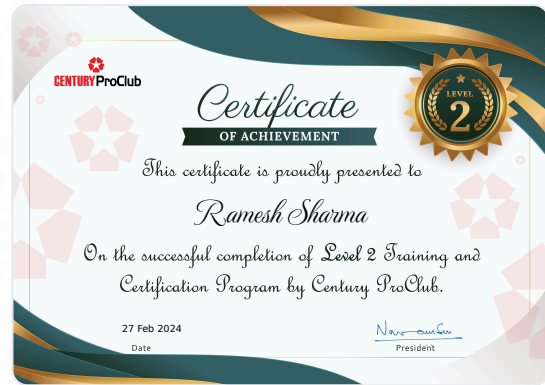 CENTURY ProClub
Certificate
OF ACHIEVEMENT
LEVEL
2
This certificate is proudly presented to
Ramesh Sharma
On the successful completion of Level 2 Training and
Certification Program by Century ProClub.
27 Feb 2024
Date
President